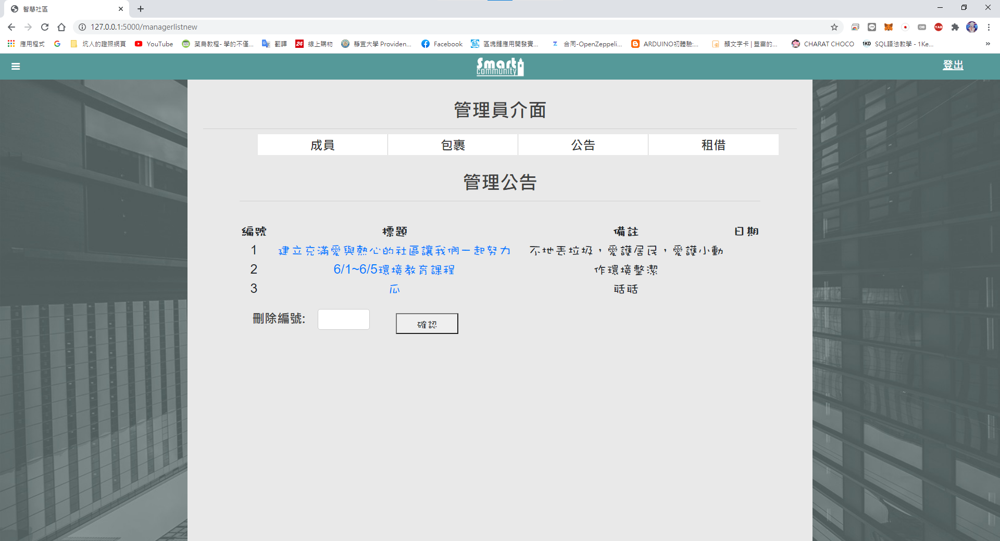 智慧社區
127.0.0.1:5000/managerlistnew
應用程式 坑人的證照網頁 YouTube 菜鳥教程- 學的不僅... 翻譯 線上購物 靜宜大學 Providen... Facebook 區塊鏈應用開發實... 合同-OpenZeppeli... ARDUINO初體驗:... 顏文字卡 | 豐富的... CHARAT CHOCO SQL語法教學 - 1Ke... »
Smart
community
登出
管理員介面
成員 包裹 公告 租借
管理公告
編號 標題 備註 日期
1 建立充滿愛與熱心的社區讓我們一起努力 不地丟垃圾，愛護居民，愛護小動
2 6/1~6/5環境教育課程 作環境整潔
3 瓜 聒聒
刪除編號: 確認